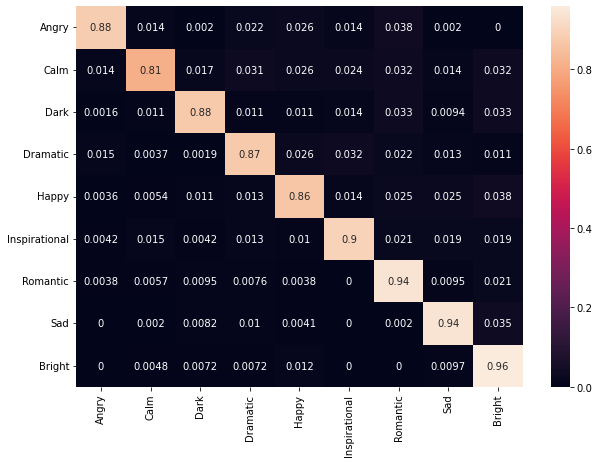 Angry 0.88 0.014 0.002 0.022 0.026 0.014 0.038 0.002 0
Calm 0.014 0.81 0.017 0.031 0.026 0.024 0.032 0.014 0.032
Dark 0.0016 0.011 0.88 0.011 0.011 0.014 0.033 0.0094 0.033
Dramatic 0.015 0.0037 0.0019 0.87 0.026 0.032 0.022 0.013 0.011
Happy 0.0036 0.0054 0.011 0.013 0.86 0.014 0.025 0.025 0.038
Inspirational 0.0042 0.015 0.0042 0.013 0.01 0.9 0.021 0.019 0.019
Romantic 0.0038 0.0057 0.0095 0.0076 0.0038 0 0.94 0.0095 0.021
Sad 0 0.002 0.0082 0.01 0.0041 0 0.002 0.94 0.035
Bright 0 0.0048 0.0072 0.0072 0.012 0 0 0.0097 0.96
Angry Calm Dark Dramatic Happy Inspirational Romantic Sad Bright
0.8
0.6
0.4
0.2
0.0